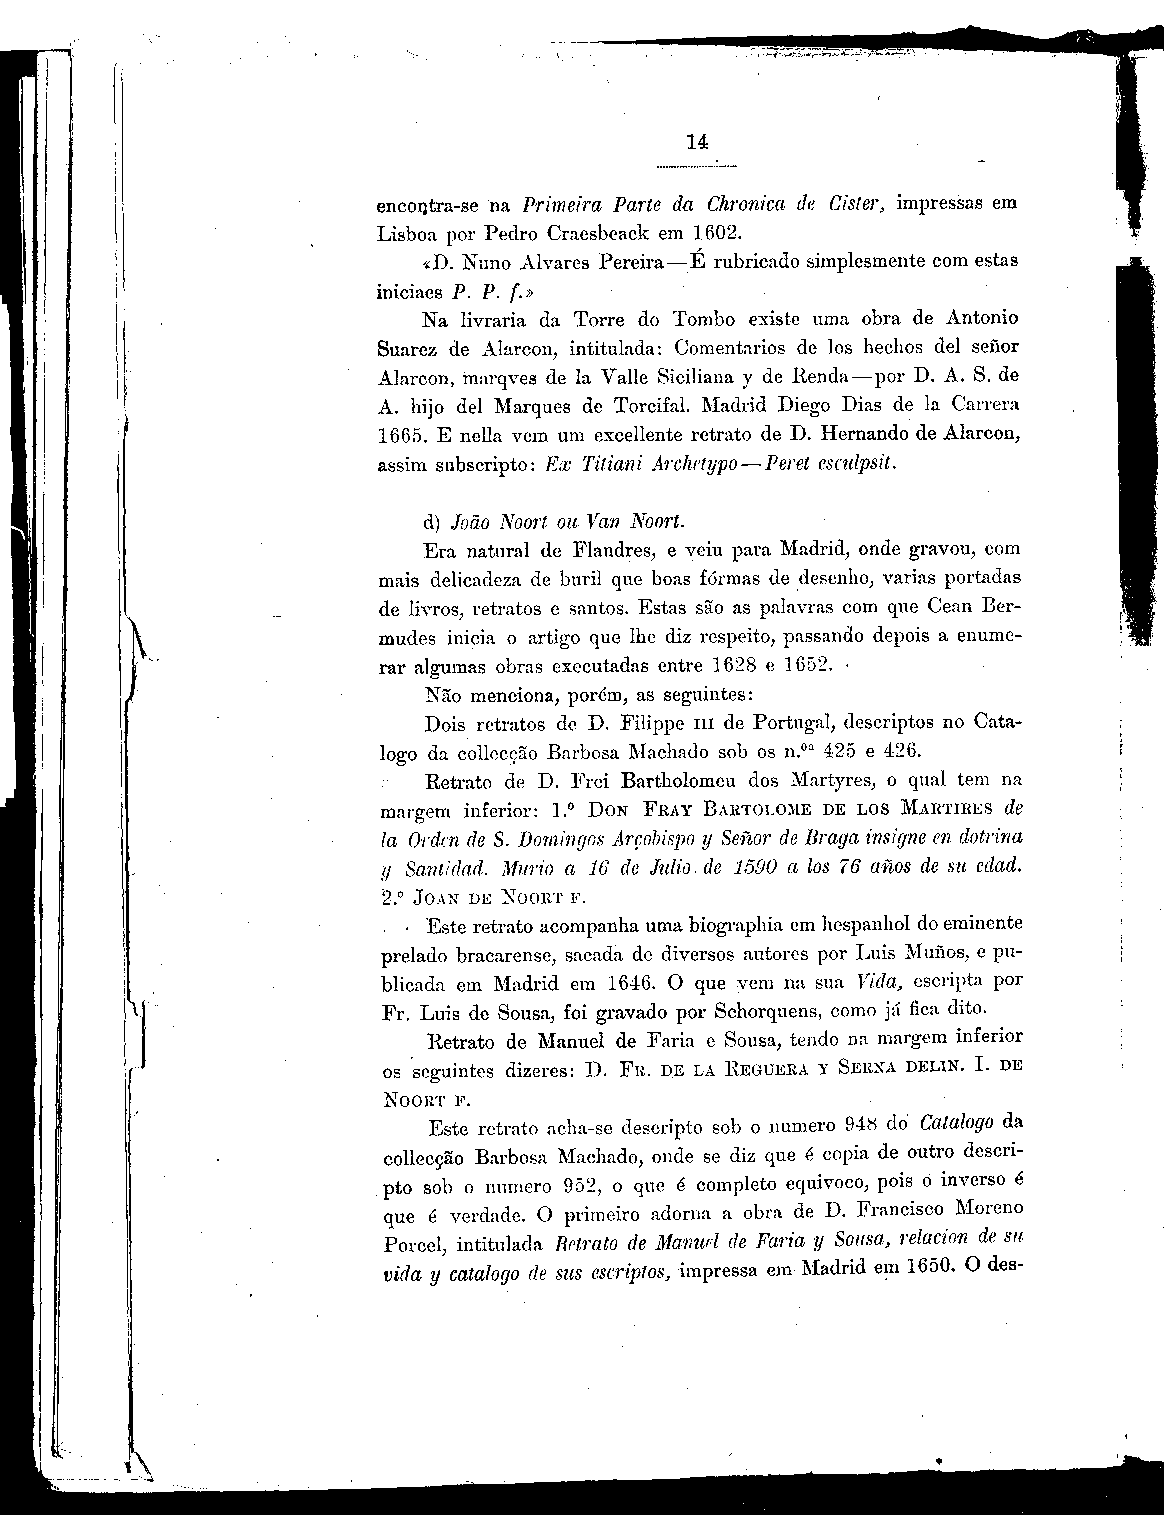 14
encontra-se na Primeira Parte da Chronica de Cister, impressas em
Lisboa por Pedro Craesbeack em 1602.
«D. Nuno Alvares Pereira—É rubricado simplesmente com estas
iniciaes P. P. f.»
Na livraria da Torre do Tombo existe uma obra de Antonio
Suarez de Alarcon, intitulada: Comentarios de los hechos del señor
Alarcon, marqves de la Valle Siciliana y de Renda—por D. A. S. de
A. hijo del Marques de Torcifal. Madrid Diego Dias de la Carrera
1665. E nella vem um excellente retrato de D. Hernando de Alarcon,
assim subscripto: Ex Titiani Archetypo—Peret esculpsit.
d) João Noort ou Van Noort.
Era natural de Flandres, e veiu para Madrid, onde gravou, com
mais delicadeza de buril que boas fórmas de desenho, varias portadas
de livros, retratos e santos. Estas são as palavras com que Cean Ber-
mudes inicia o artigo que lhe diz respeito, passando depois a enume-
rar algumas obras executadas entre 1628 e 1652.
Não menciona, porém, as seguintes:
Dois retratos de D. Filippe III de Portugal, descriptos no Cata-
logo da collecção Barbosa Machado sob os n.ºˢ 425 e 426.
Retrato de D. Frei Bartholomeu dos Martyres, o qual tem na
margem inferior: 1.º DON FRAY BARTOLOME DE LOS MARTIRES de
la Orden de S. Domingos Arçobispo y Señor de Braga insigne en dotrina
y Santidad. Murio a 16 de Julio de 1590 a los 76 años de su edad.
2.º JOAN DE NOORT F.
Este retrato acompanha uma biographia em hespanhol do eminente
prelado bracarense, sacada de diversos autores por Luis Muños, e pu-
blicada em Madrid em 1646. O que vem na sua Vida, escripta por
Fr. Luis de Sousa, foi gravado por Schorquens, como já fica dito.
Retrato de Manuel de Faria e Sousa, tendo na margem inferior
os seguintes dizeres: D. FR. DE LA REGUERA Y SERNA DELIN. I. DE
NOORT F.
Este retrato acha-se descripto sob o numero 948 do Catalogo da
collecção Barbosa Machado, onde se diz que é copia de outro descri-
pto sob o numero 952, o que é completo equivoco, pois o inverso é
que é verdade. O primeiro adorna a obra de D. Francisco Moreno
Porcel, intitulada Retrato de Manuel de Faria y Sousa, relacion de su
vida y catalogo de sus escriptos, impressa em Madrid em 1650. O des-